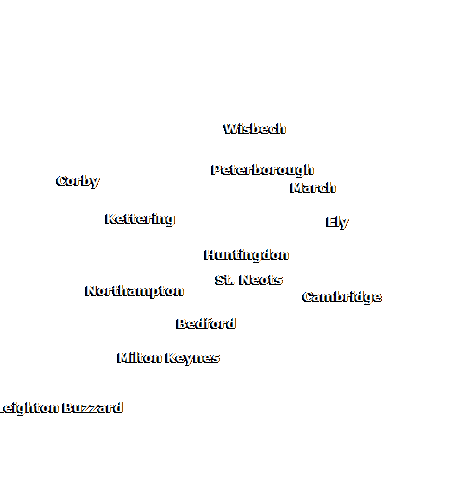 Wisbech
Peterborough
Corby
March
Kettering
Ely
Huntingdon
St. Neots
Northampton
Cambridge
Bedford
Milton Keynes
eighton Buzzard